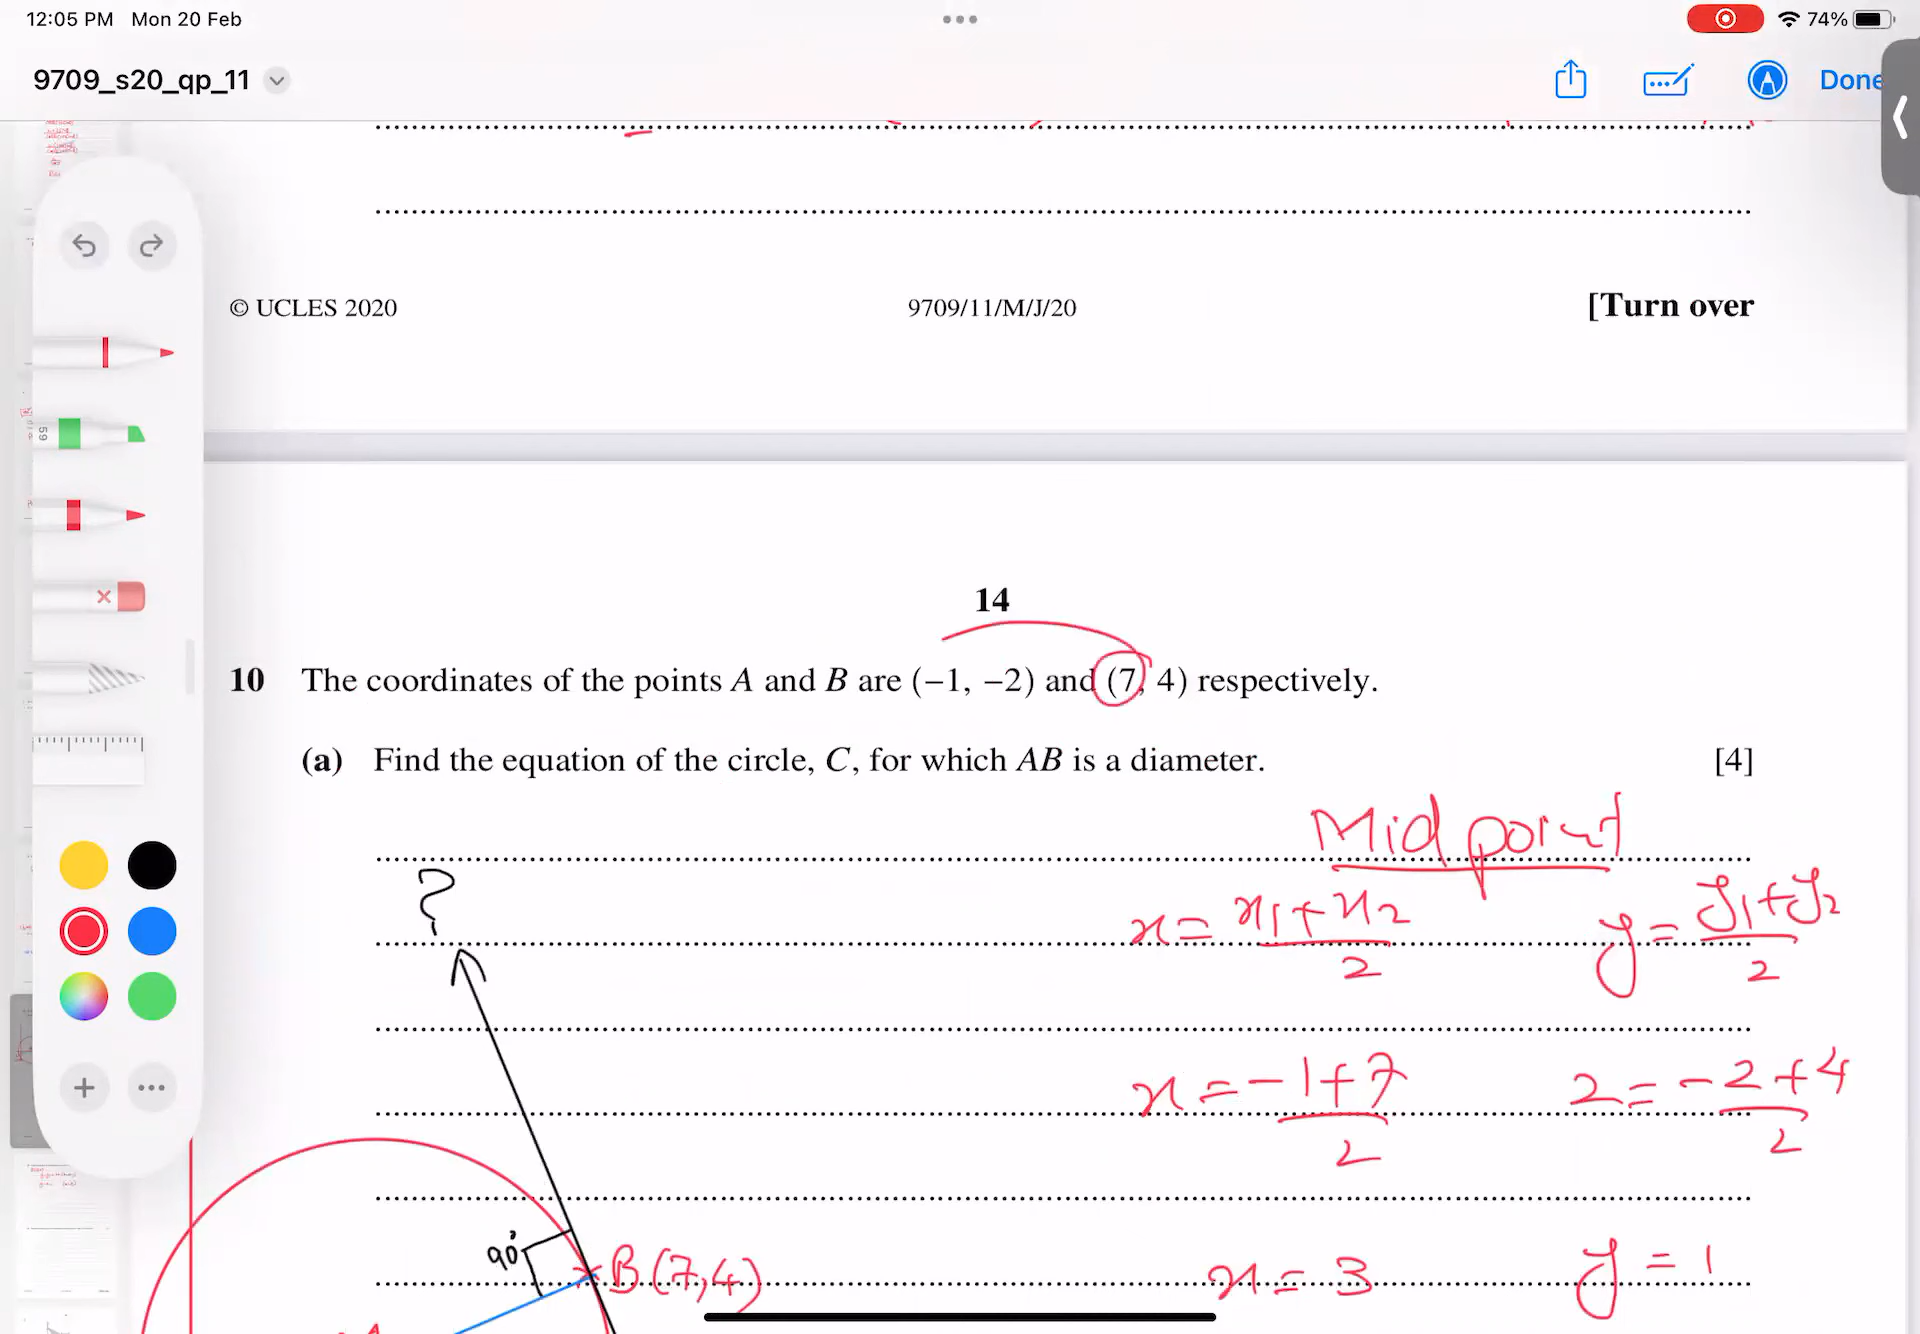 12:05 PM Mon 20 Feb
74%
9709_s20_qp_11
Done
© UCLES 2020 9709/11/M/J/20 [Turn over
59
14
10 The coordinates of the points A and B are (−1, −2) and (7, 4) respectively.
(a) Find the equation of the circle, C, for which AB is a diameter. [4]
Mid point
?
x = x₁+x₂/2 y = y₁+y₂/2
x = -1+7/2 2 = -2+4/2
90°
B(7,4)
x = 3 y = 1